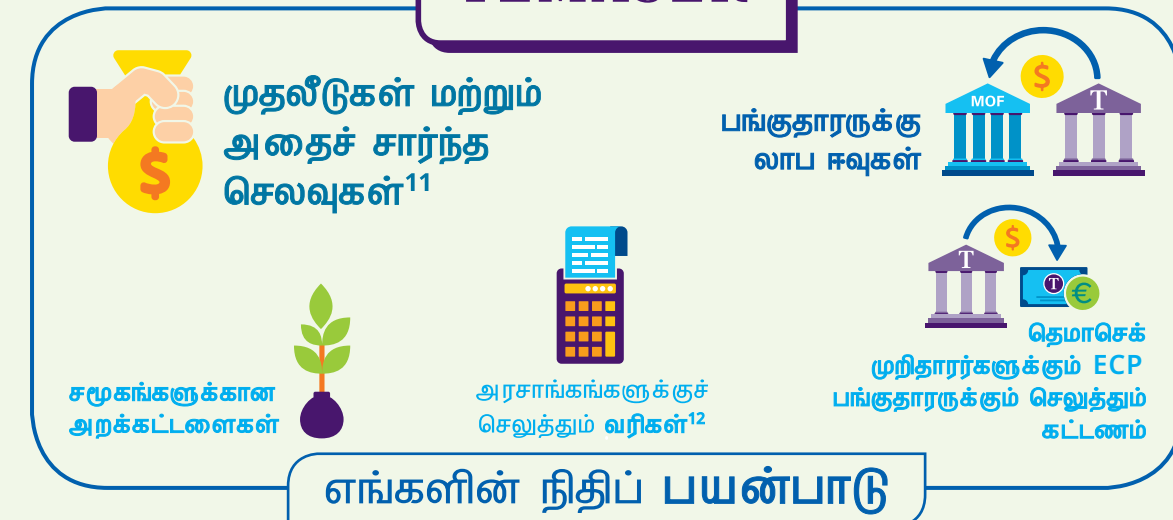 முதலீடுகள் மற்றும்
அதைச் சார்ந்த
செலவுகள்11
பங்குதாரருக்கு
லாப ஈவுகள்
$
MOF
T
$
T
$
T
€
தெமாசெக்
முறிதாரர்களுக்கும் ECP
பங்குதாரருக்கும் செலுத்தும்
கட்டணம்
சமூகங்களுக்கான
அறக்கட்டளைகள்
அரசாங்கங்களுக்குச்
செலுத்தும் வரிகள்12
எங்களின் நிதிப் பயன்பாடு